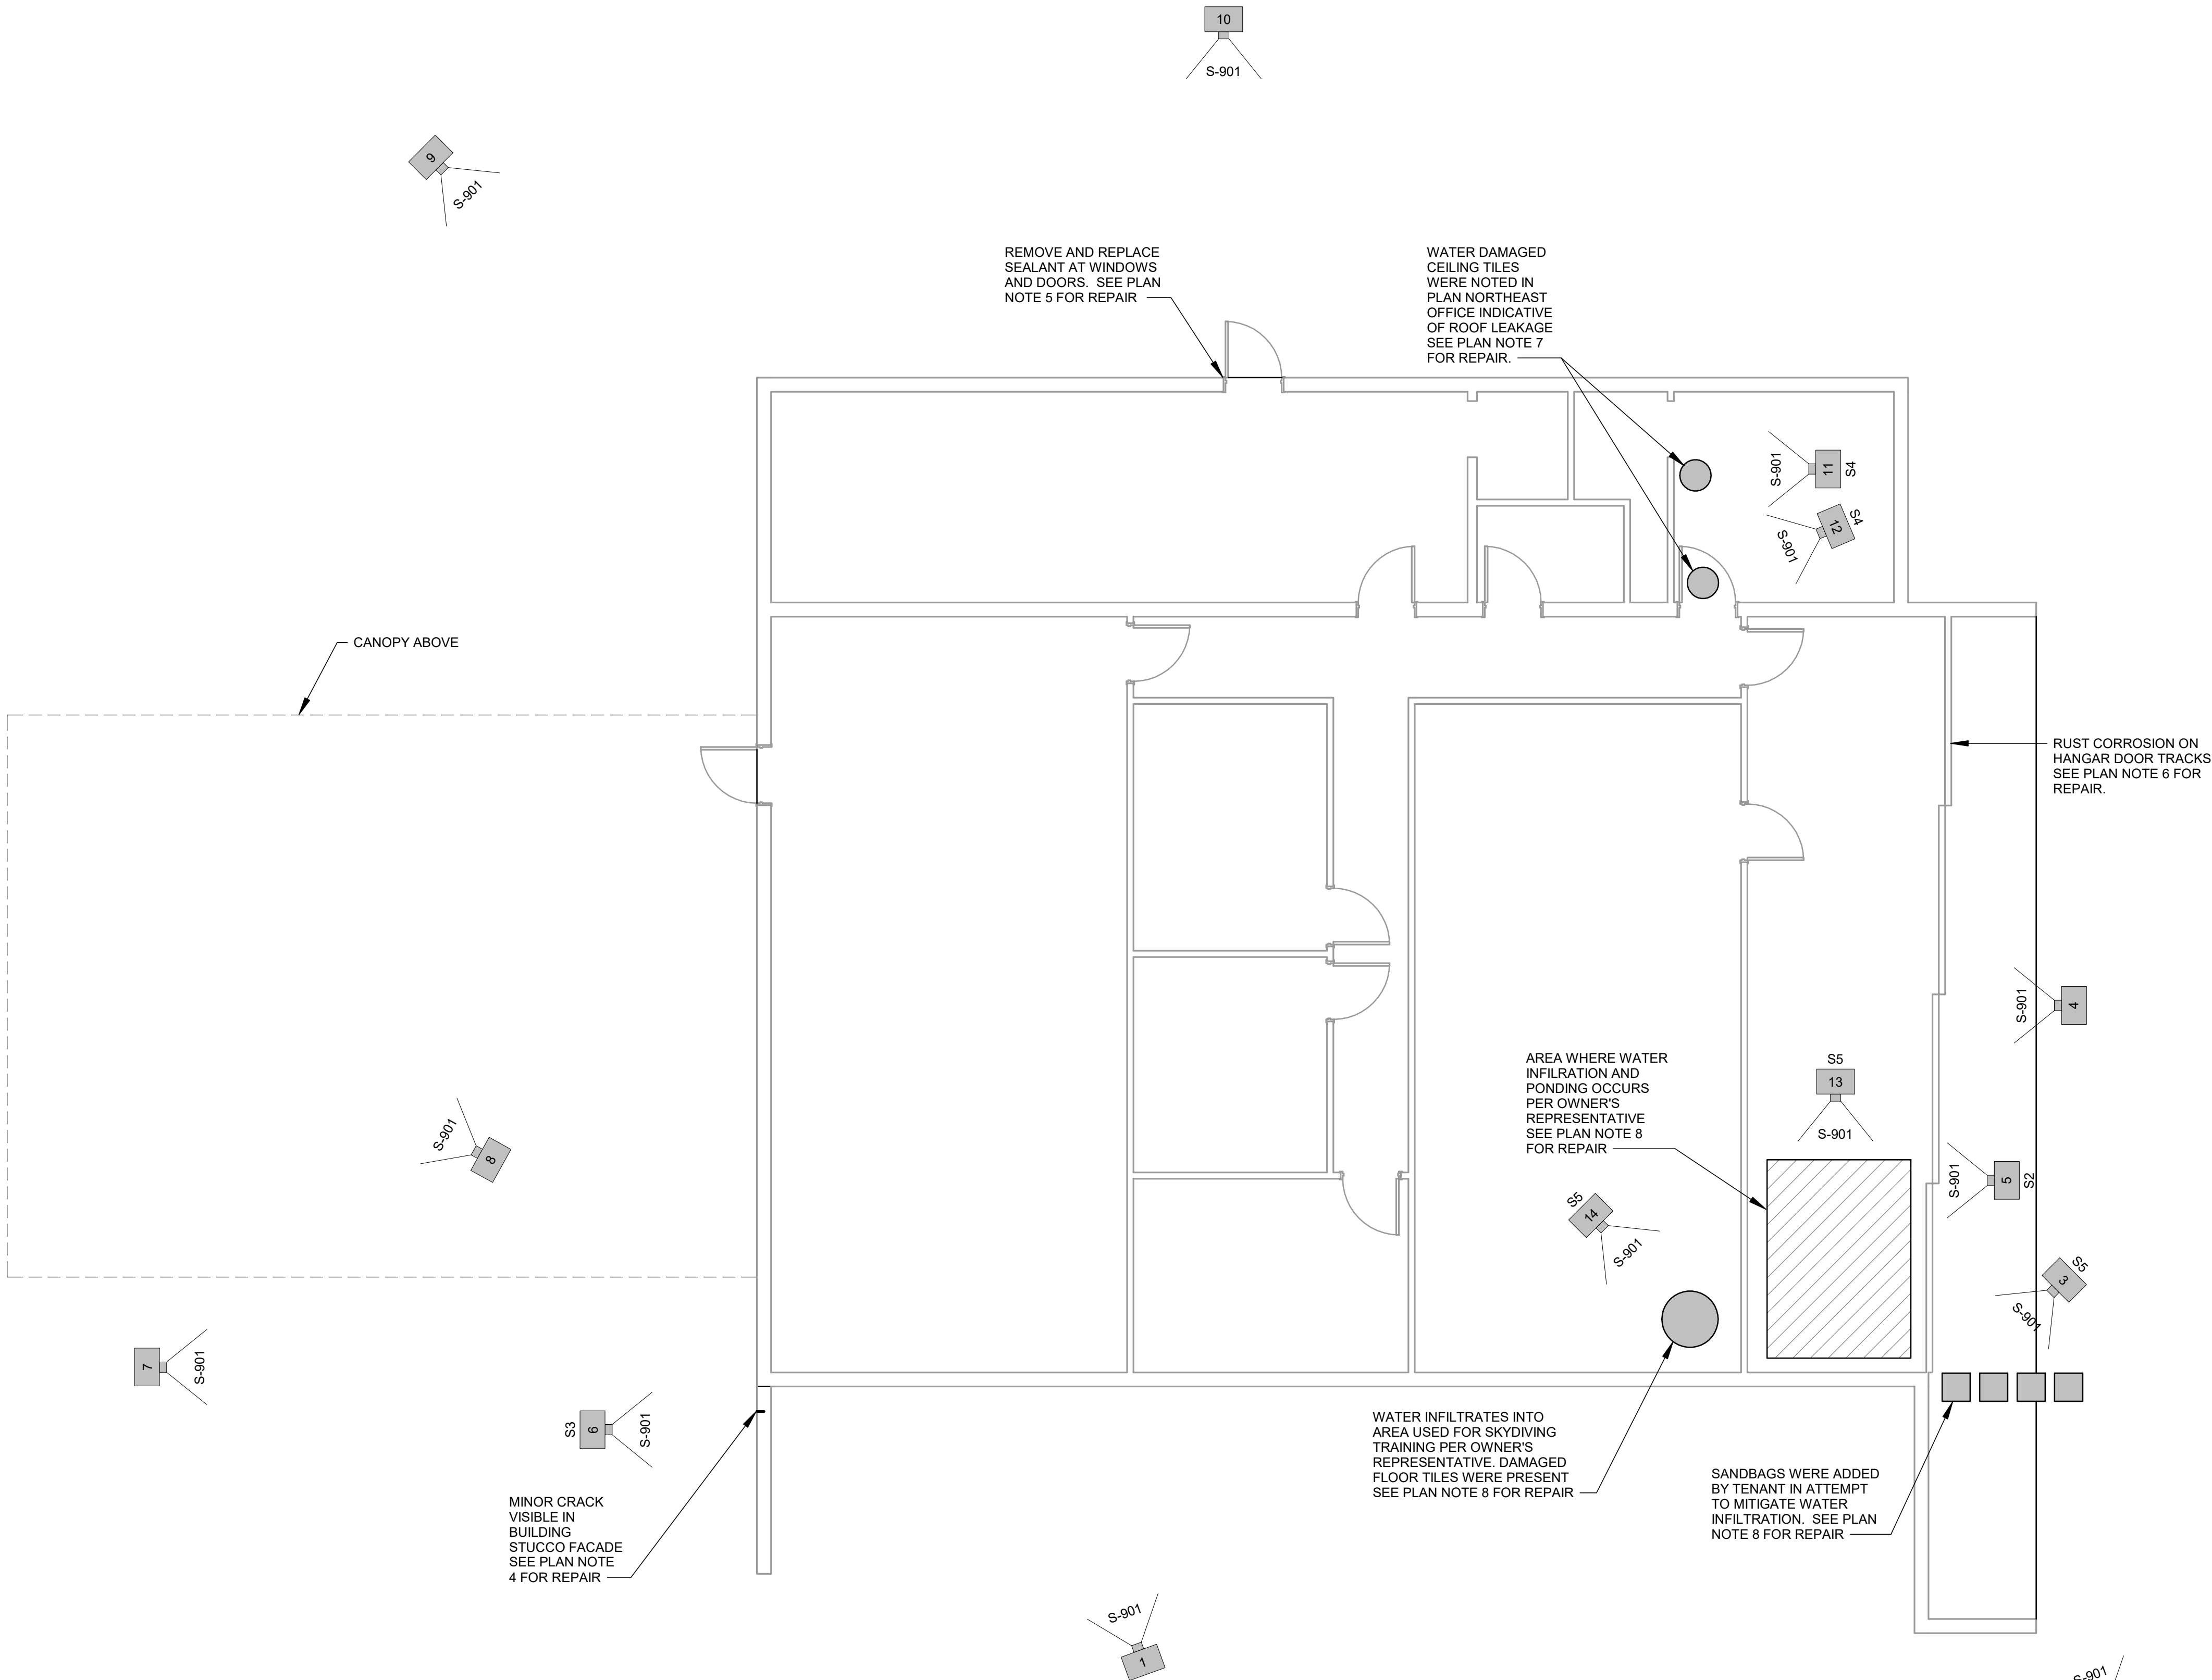 10
S-901
9
S-901
REMOVE AND REPLACE
SEALANT AT WINDOWS
AND DOORS.  SEE PLAN
NOTE 5 FOR REPAIR
WATER DAMAGED
CEILING TILES
WERE NOTED IN
PLAN NORTHEAST
OFFICE INDICATIVE
OF ROOF LEAKAGE
SEE PLAN NOTE 7
FOR REPAIR.
S-901
11
S4
S-901
12
S4
CANOPY ABOVE
RUST CORROSION ON
HANGAR DOOR TRACKS
SEE PLAN NOTE 6 FOR
REPAIR.
S-901
4
AREA WHERE WATER
INFILRATION AND
PONDING OCCURS
PER OWNER'S
REPRESENTATIVE
SEE PLAN NOTE 8
FOR REPAIR
S5
13
S-901
S-901
8
S-901
5
S2
S5
14
S-901
S5
3
S-901
7
S-901
S3
6
S-901
MINOR CRACK
VISIBLE IN
BUILDING
STUCCO FACADE
SEE PLAN NOTE
4 FOR REPAIR
WATER INFILTRATES INTO
AREA USED FOR SKYDIVING
TRAINING PER OWNER'S
REPRESENTATIVE. DAMAGED
FLOOR TILES WERE PRESENT
SEE PLAN NOTE 8 FOR REPAIR
SANDBAGS WERE ADDED
BY TENANT IN ATTEMPT
TO MITIGATE WATER
INFILTRATION.  SEE PLAN
NOTE 8 FOR REPAIR
S-901
1
S-901